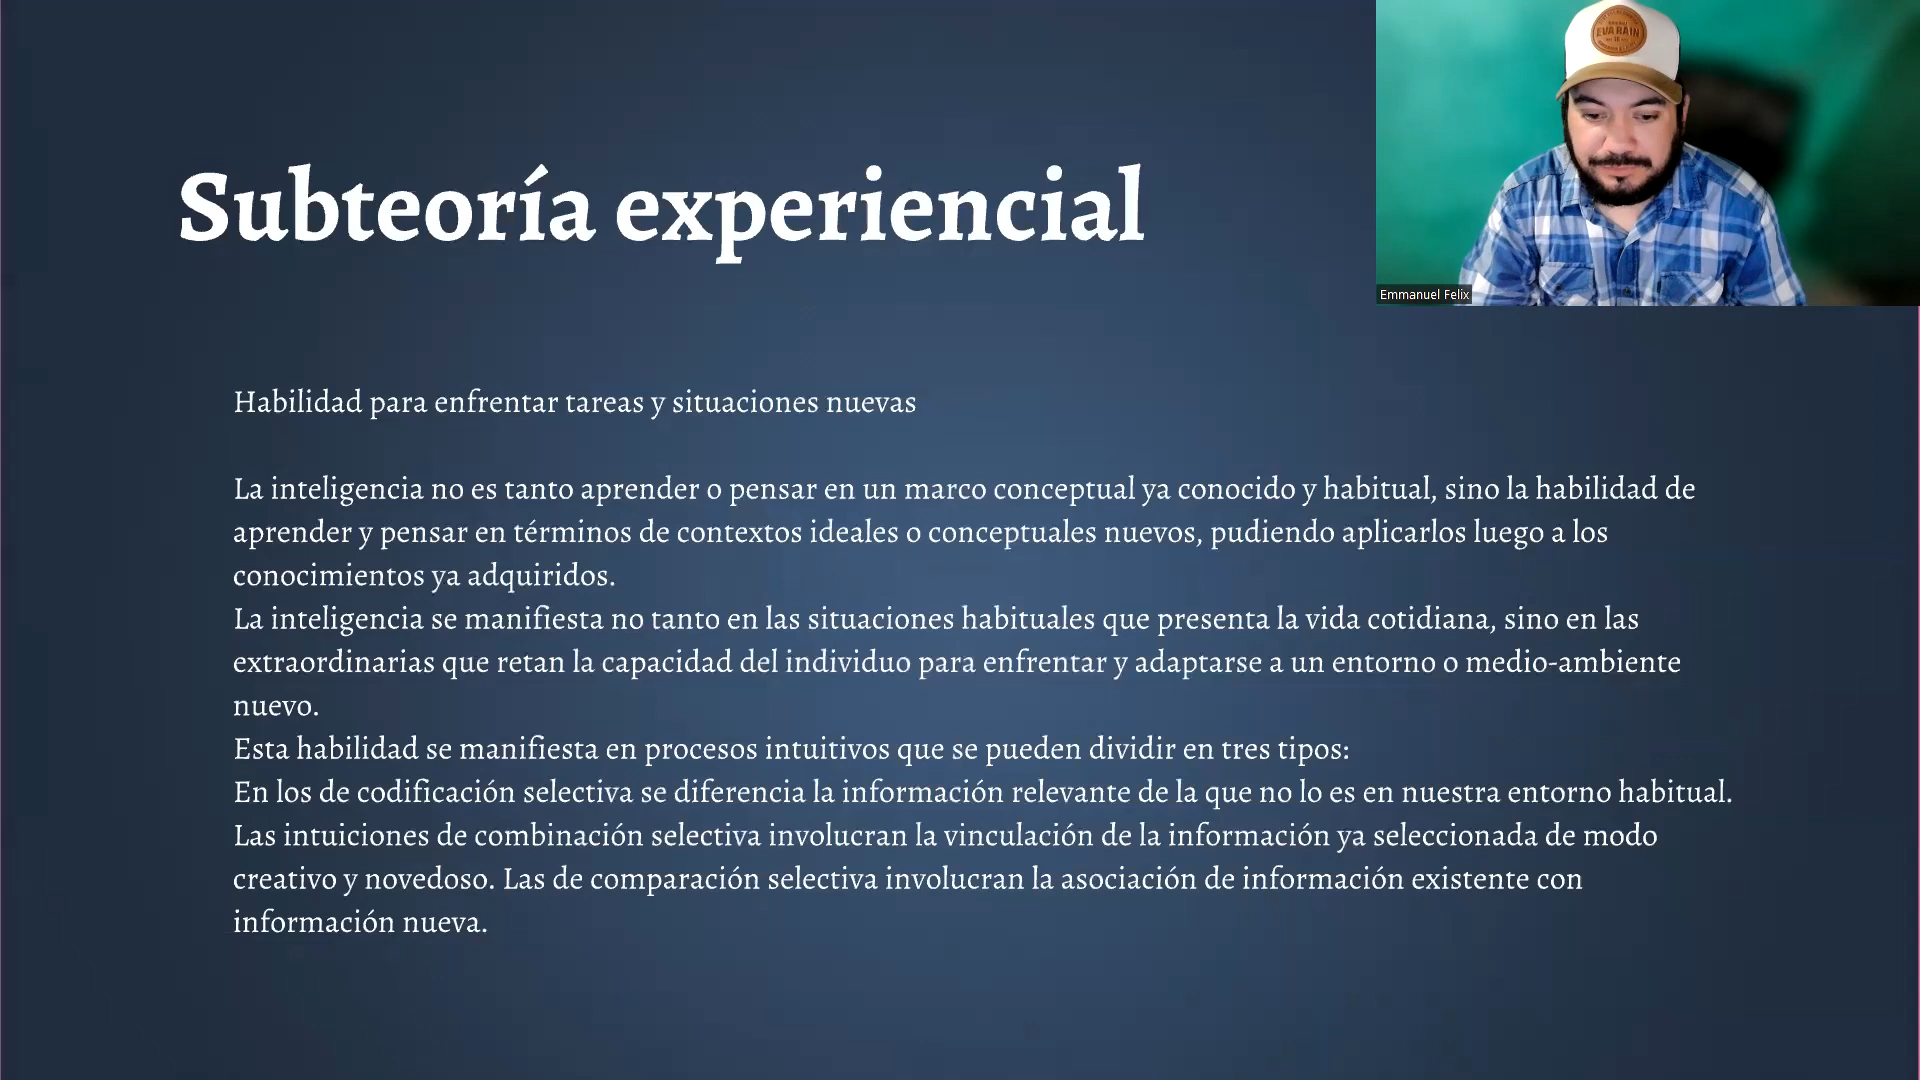 EVA RAIN
Subteoría experiencial
Emmanuel Felix
Habilidad para enfrentar tareas y situaciones nuevas
La inteligencia no es tanto aprender o pensar en un marco conceptual ya conocido y habitual, sino la habilidad de
aprender y pensar en términos de contextos ideales o conceptuales nuevos, pudiendo aplicarlos luego a los
conocimientos ya adquiridos.
La inteligencia se manifiesta no tanto en las situaciones habituales que presenta la vida cotidiana, sino en las
extraordinarias que retan la capacidad del individuo para enfrentar y adaptarse a un entorno o medio-ambiente
nuevo.
Esta habilidad se manifiesta en procesos intuitivos que se pueden dividir en tres tipos:
En los de codificación selectiva se diferencia la información relevante de la que no lo es en nuestra entorno habitual.
Las intuiciones de combinación selectiva involucran la vinculación de la información ya seleccionada de modo
creativo y novedoso. Las de comparación selectiva involucran la asociación de información existente con
información nueva.